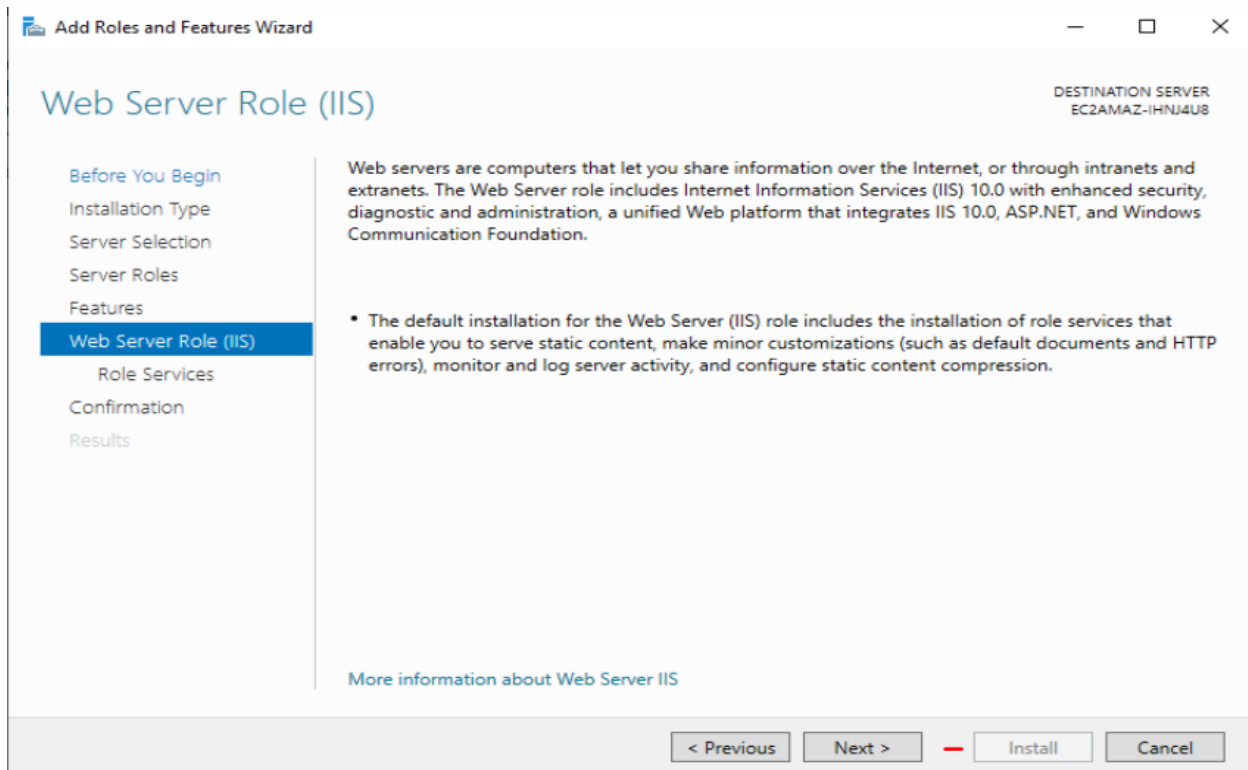 Add Roles and Features Wizard
Web Server Role (IIS)
DESTINATION SERVER
EC2AMAZ-IHNJ4U8
Before You Begin
Installation Type
Server Selection
Server Roles
Features
Web Server Role (IIS)
Role Services
Confirmation
Results
Web servers are computers that let you share information over the Internet, or through intranets and
extranets. The Web Server role includes Internet Information Services (IIS) 10.0 with enhanced security,
diagnostic and administration, a unified Web platform that integrates IIS 10.0, ASP.NET, and Windows
Communication Foundation.
• The default installation for the Web Server (IIS) role includes the installation of role services that
enable you to serve static content, make minor customizations (such as default documents and HTTP
errors), monitor and log server activity, and configure static content compression.
More information about Web Server IIS
< Previous Next > Install Cancel